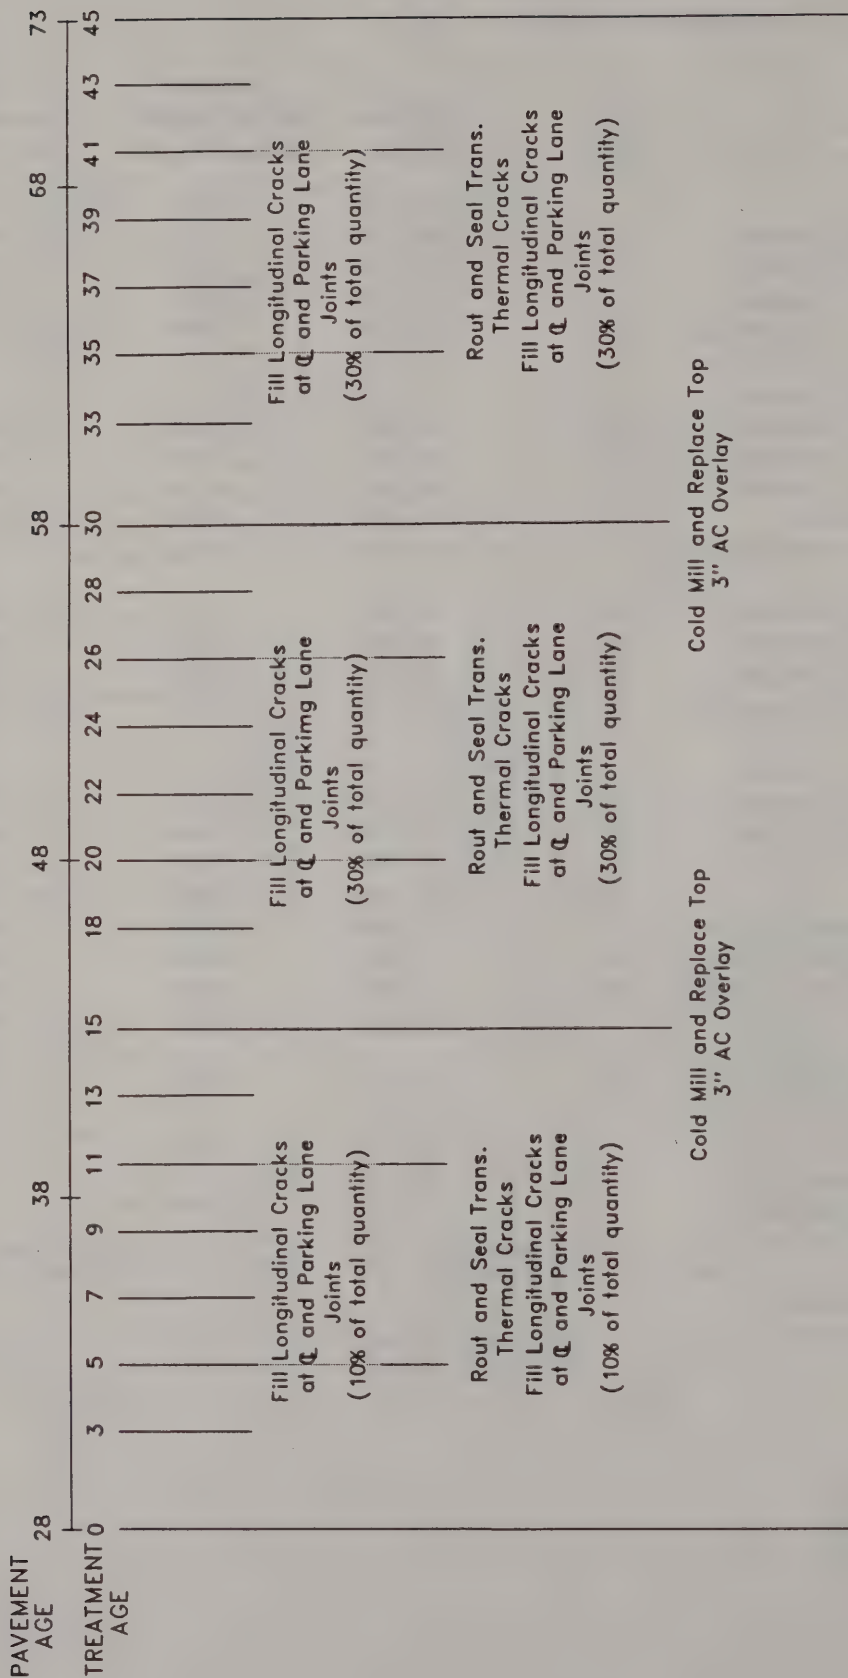 PAVEMENT
AGE
28 38 48 58 68 73
TREATMENT
AGE
0 3 5 7 9 11 13 15 18 20 22 24 26 28 30 33 35 37 39 41 43 45
Fill Longitudinal Cracks
at ℄ and Parking Lane
Joints
(10% of total quantity)
Fill Longitudinal Cracks
at ℄ and Parkimg Lane
Joints
(30% of total quantity)
Fill Longitudinal Cracks
at ℄ and Parking Lane
Joints
(30% of total quantity)
Rout and Seal Trans.
Thermal Cracks
Fill Longitudinal Cracks
at ℄ and Parking Lane
Joints
(10% of total quantity)
Rout and Seal Trans.
Thermal Cracks
Fill Longitudinal Cracks
at ℄ and Parking Lane
Joints
(30% of total quantity)
Rout and Seal Trans.
Thermal Cracks
Fill Longitudinal Cracks
at ℄ and Parking Lane
Joints
(30% of total quantity)
Cold Mill and Replace Top
3" AC Overlay
Cold Mill and Replace Top
3" AC Overlay